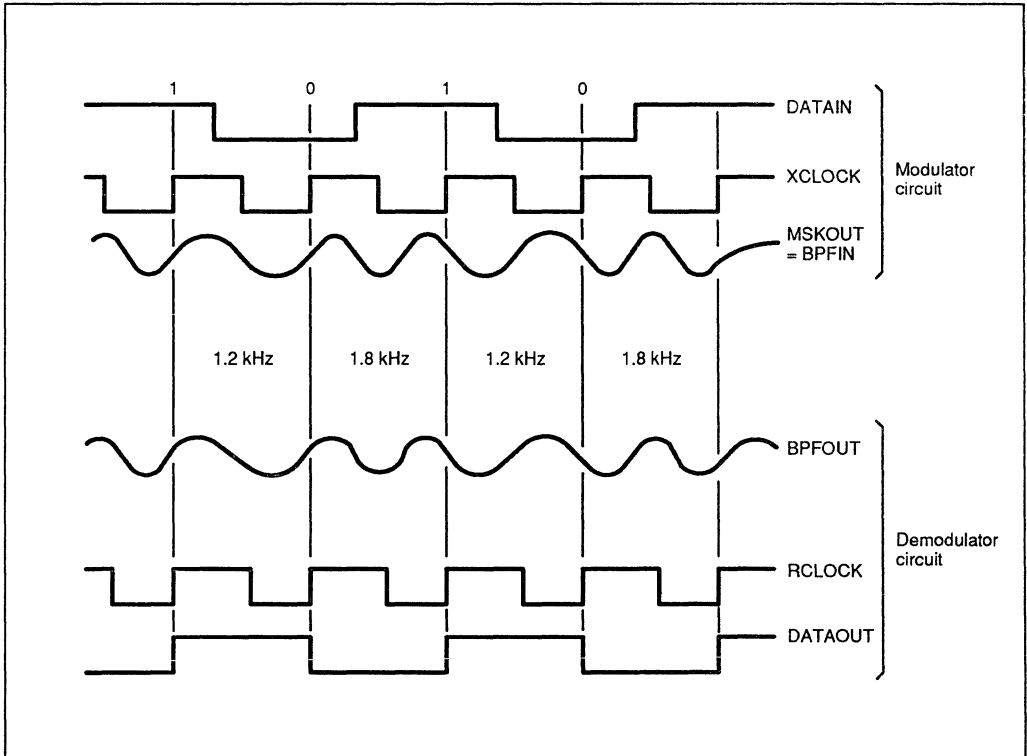 1 0 1 0
DATAIN
XCLOCK
Modulator
circuit
MSKOUT
= BPFIN
1.2 kHz 1.8 kHz 1.2 kHz 1.8 kHz
BPFOUT
Demodulator
circuit
RCLOCK
DATAOUT